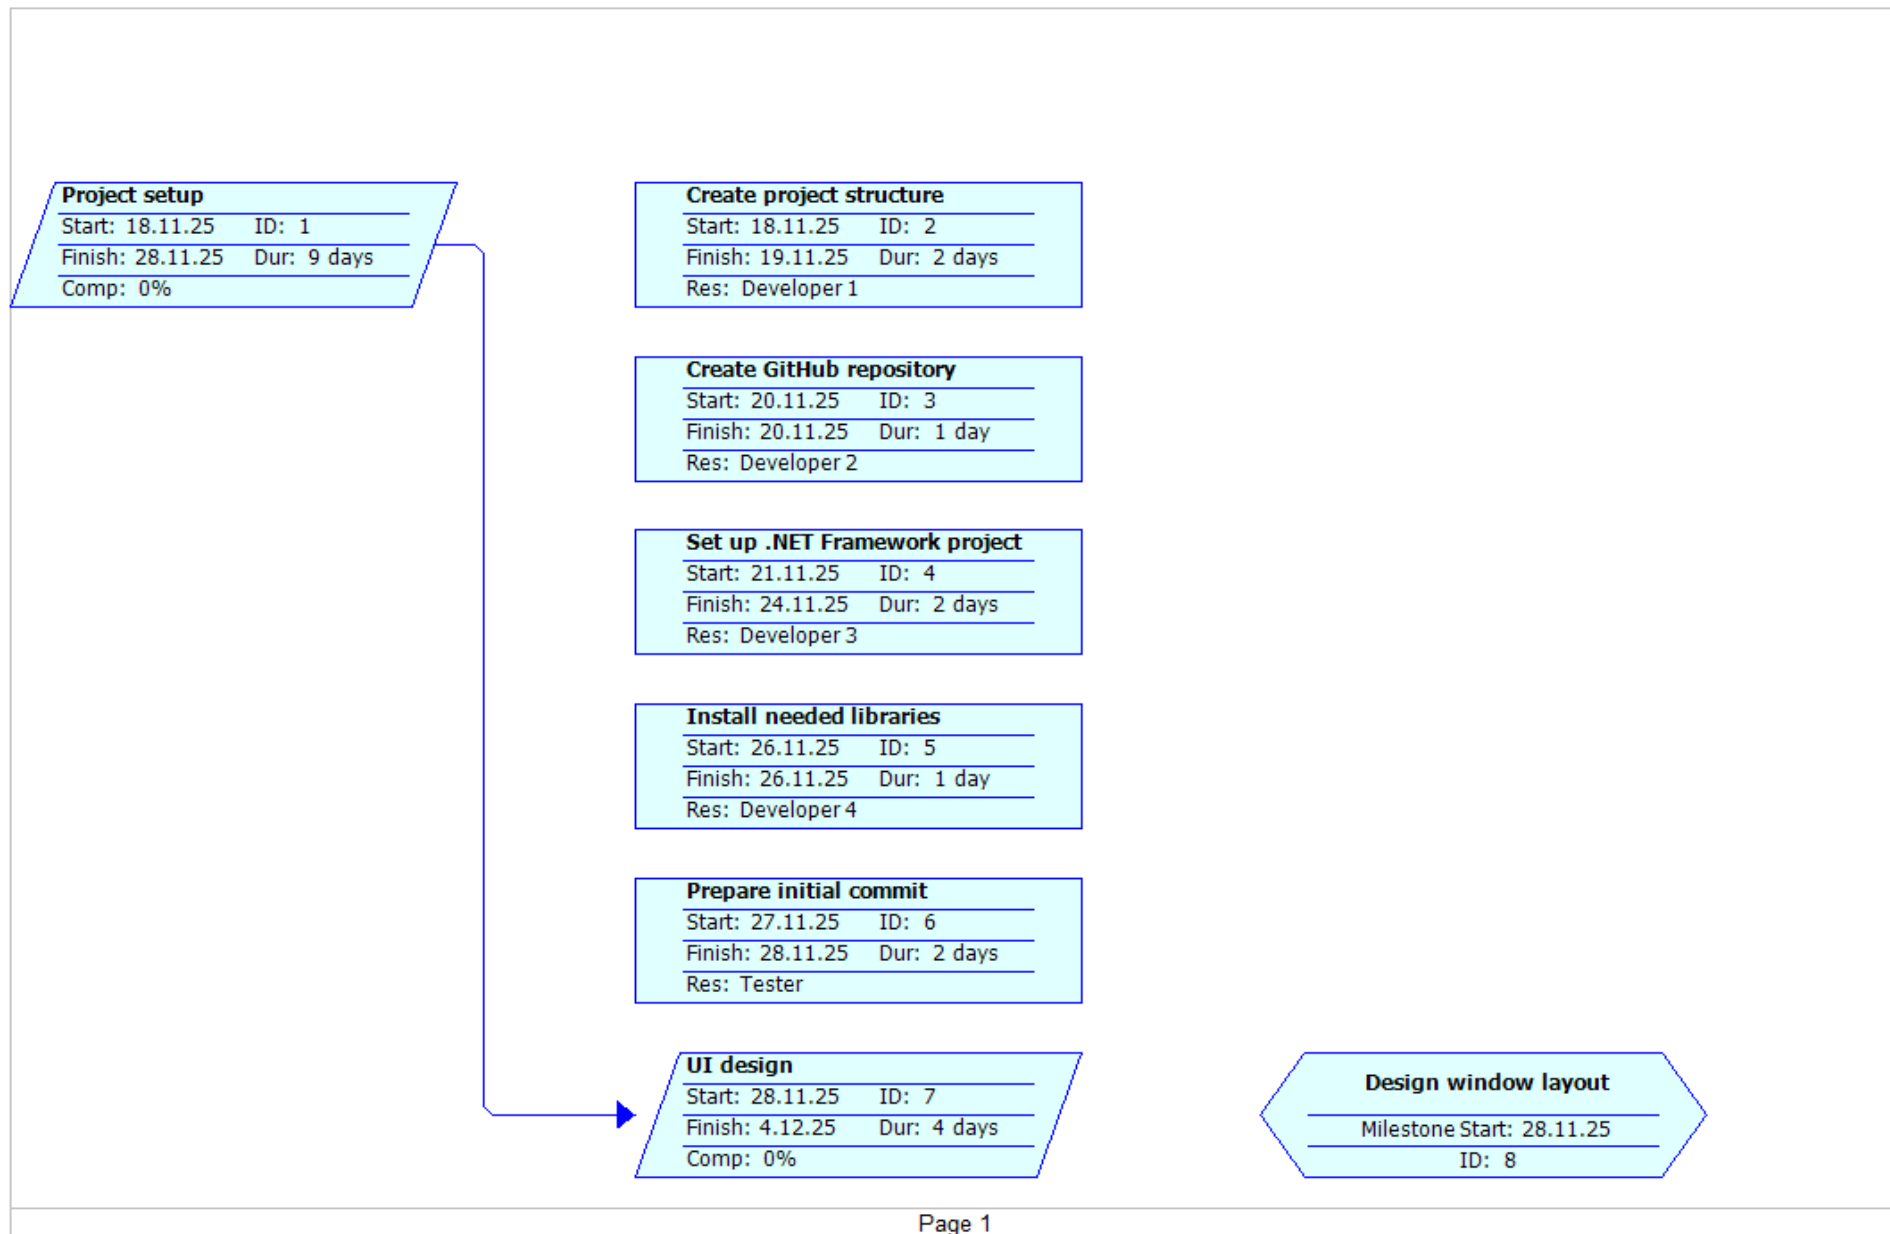 Project setup
Start: 18.11.25 ID: 1
Finish: 28.11.25 Dur: 9 days
Comp: 0%
Create project structure
Start: 18.11.25 ID: 2
Finish: 19.11.25 Dur: 2 days
Res: Developer 1
Create GitHub repository
Start: 20.11.25 ID: 3
Finish: 20.11.25 Dur: 1 day
Res: Developer 2
Set up .NET Framework project
Start: 21.11.25 ID: 4
Finish: 24.11.25 Dur: 2 days
Res: Developer 3
Install needed libraries
Start: 26.11.25 ID: 5
Finish: 26.11.25 Dur: 1 day
Res: Developer 4
Prepare initial commit
Start: 27.11.25 ID: 6
Finish: 28.11.25 Dur: 2 days
Res: Tester
UI design
Start: 28.11.25 ID: 7
Finish: 4.12.25 Dur: 4 days
Comp: 0%
Design window layout
Milestone Start: 28.11.25
ID: 8
Page 1